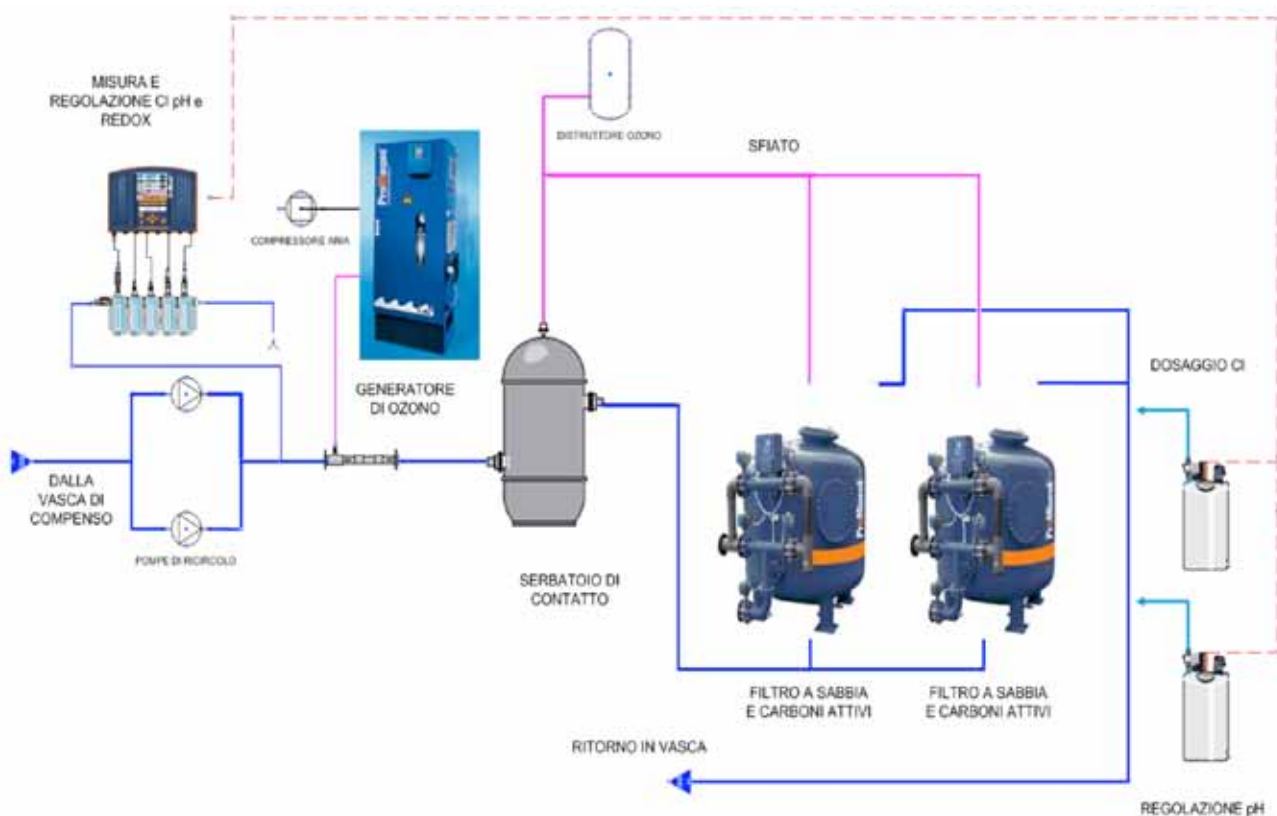 MISURA E
REGOLAZIONE Cl pH e
REDOX
DISTRUTTORE OZONO
SFIATO
COMPRESSORE ARIA
GENERATORE
DI OZONO
DOSAGGIO Cl
DALLA
VASCA DI
COMPENSO
POMPE DI RICIRCOLO
SERBATOIO DI
CONTATTO
FILTRO A SABBIA
E CARBONI ATTIVI
FILTRO A SABBIA
E CARBONI ATTIVI
RITORNO IN VASCA
REGOLAZIONE pH